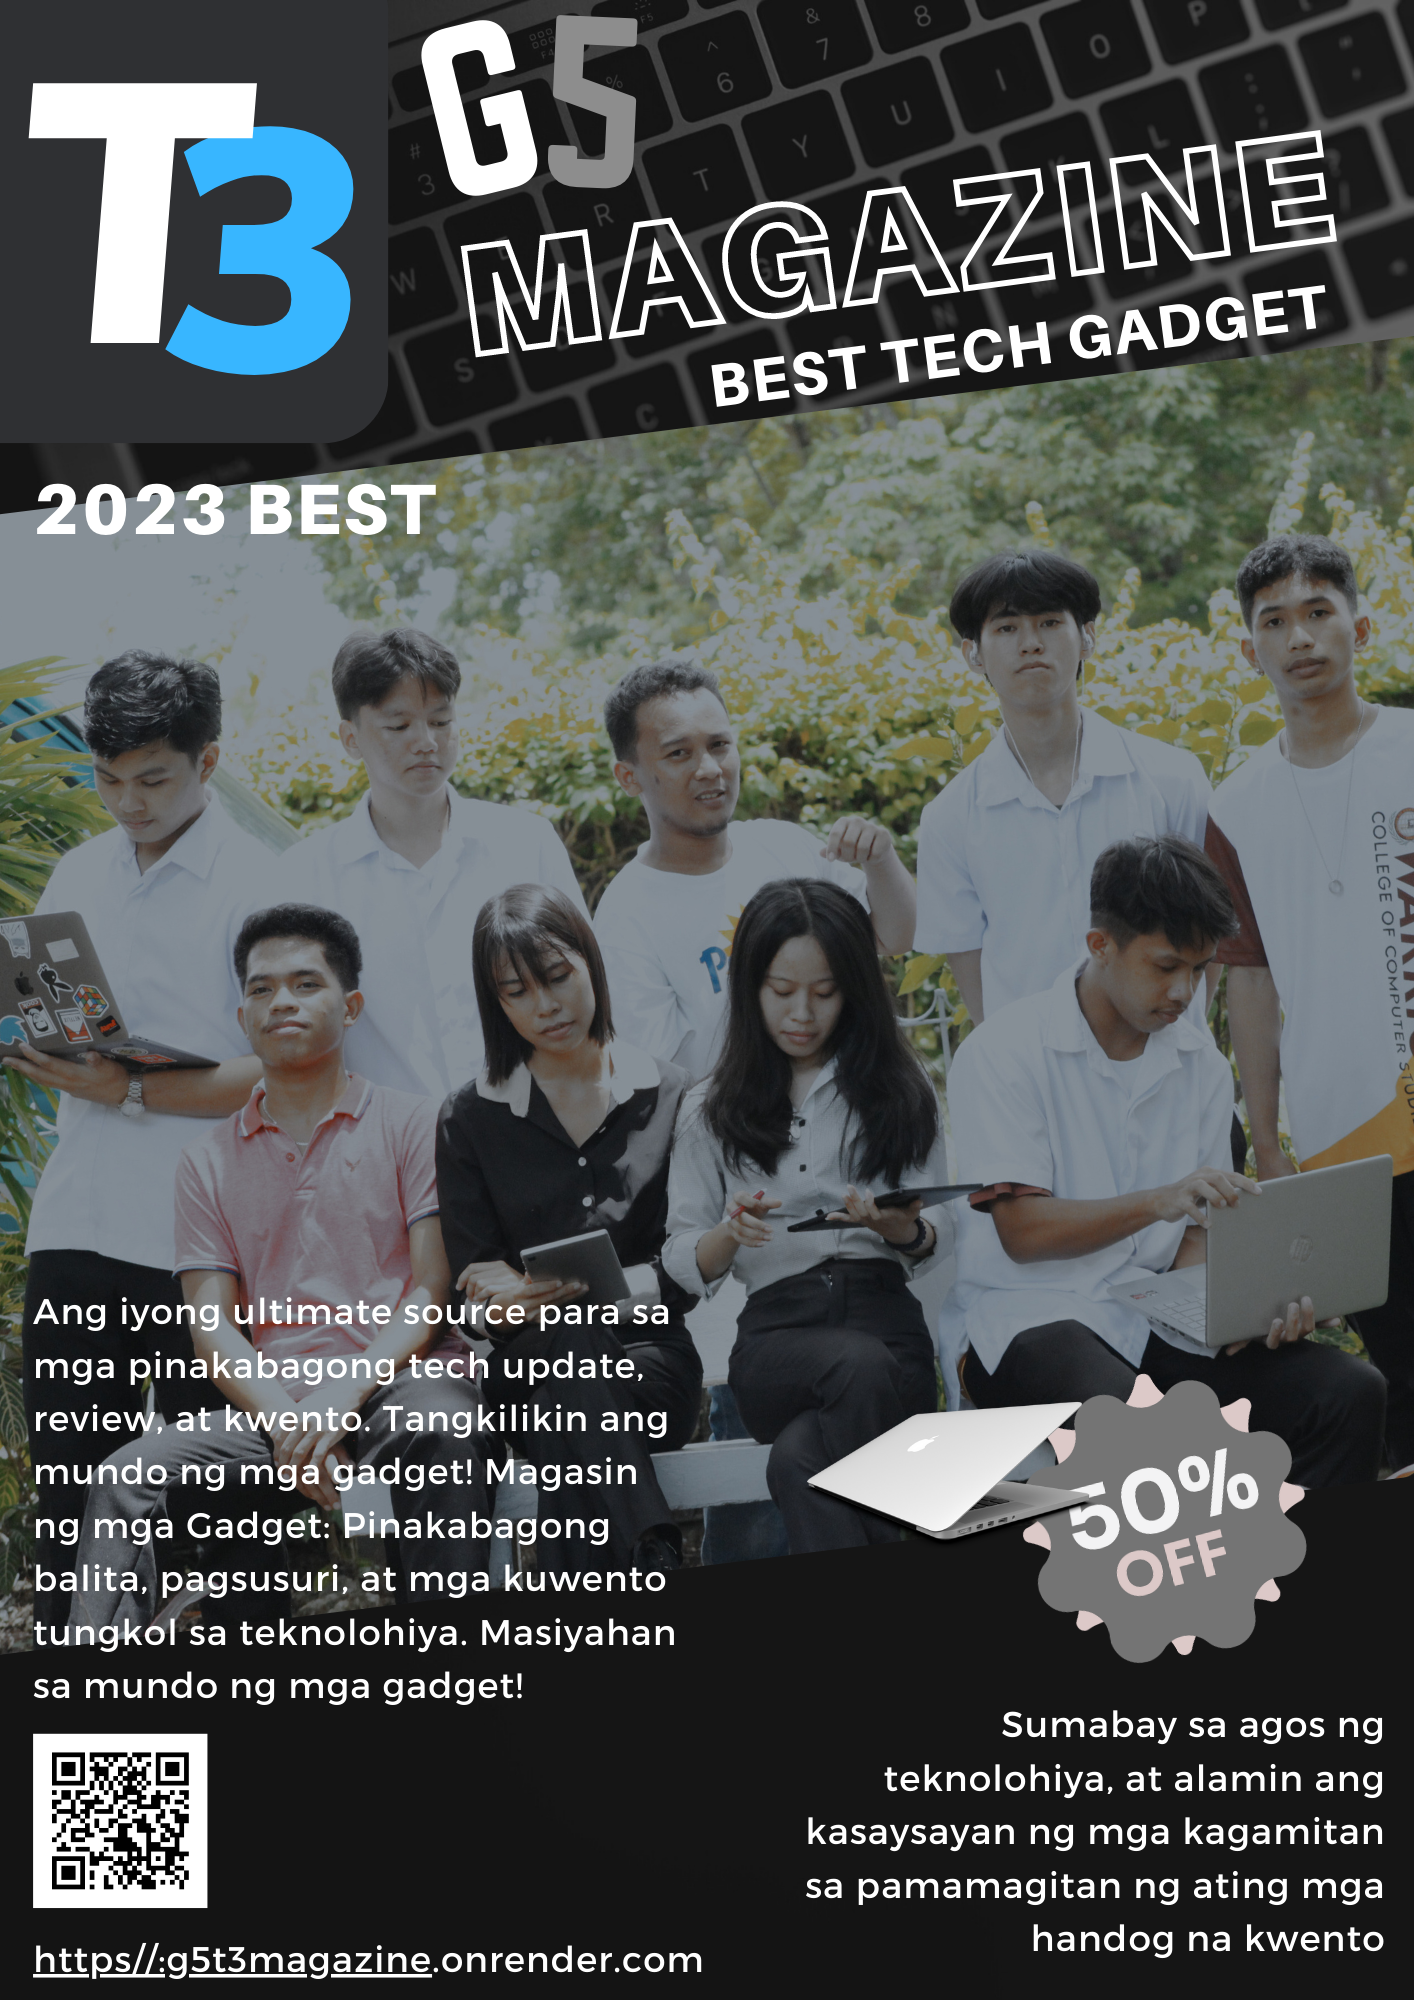 T3
G5
MAGAZINE
BEST TECH GADGET
2023 BEST
COLLEGE OF COMPUTER
Ang iyong ultimate source para sa
mga pinakabagong tech update,
review, at kwento. Tangkilikin ang
mundo ng mga gadget! Magasin
ng mga Gadget: Pinakabagong
balita, pagsusuri, at mga kuwento
tungkol sa teknolohiya. Masiyahan
sa mundo ng mga gadget!
50%
OFF
Sumabay sa agos ng
teknolohiya, at alamin ang
kasaysayan ng mga kagamitan
sa pamamagitan ng ating mga
handog na kwento
https//:g5t3magazine.onrender.com